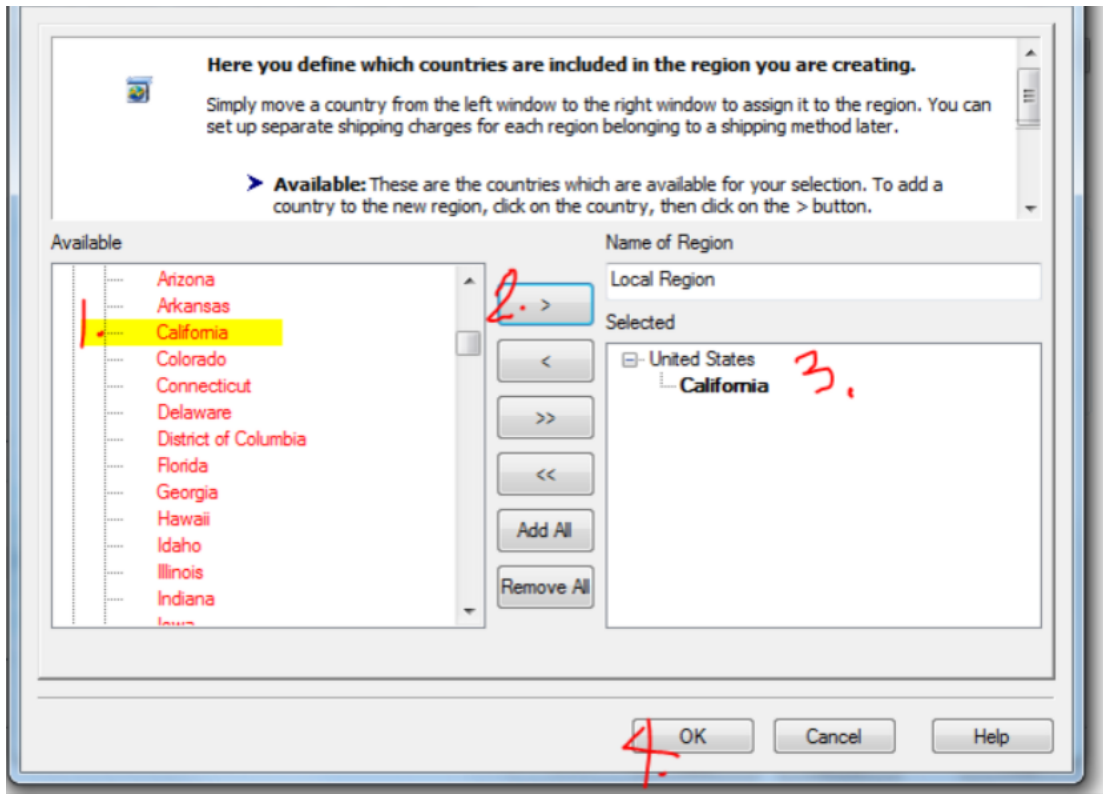 Here you define which countries are included in the region you are creating.
Simply move a country from the left window to the right window to assign it to the region. You can
set up separate shipping charges for each region belonging to a shipping method later.
Available: These are the countries which are available for your selection. To add a
country to the new region, click on the country, then click on the > button.
Available
Arizona
Arkansas
1. California
Colorado
Connecticut
Delaware
District of Columbia
Florida
Georgia
Hawaii
Idaho
Illinois
Indiana
Iowa
2. >
<
>>
<<
Add All
Remove All
Name of Region
Local Region
Selected
United States
California
3.
4. OK
Cancel
Help